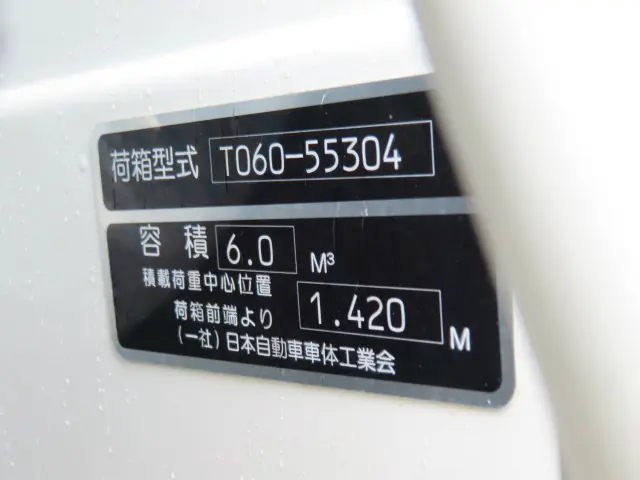 荷箱型式 T060-55304
容積 6.0 M³
積載荷重中心位置
荷箱前端より 1.420 M
(一社)日本自動車車体工業会